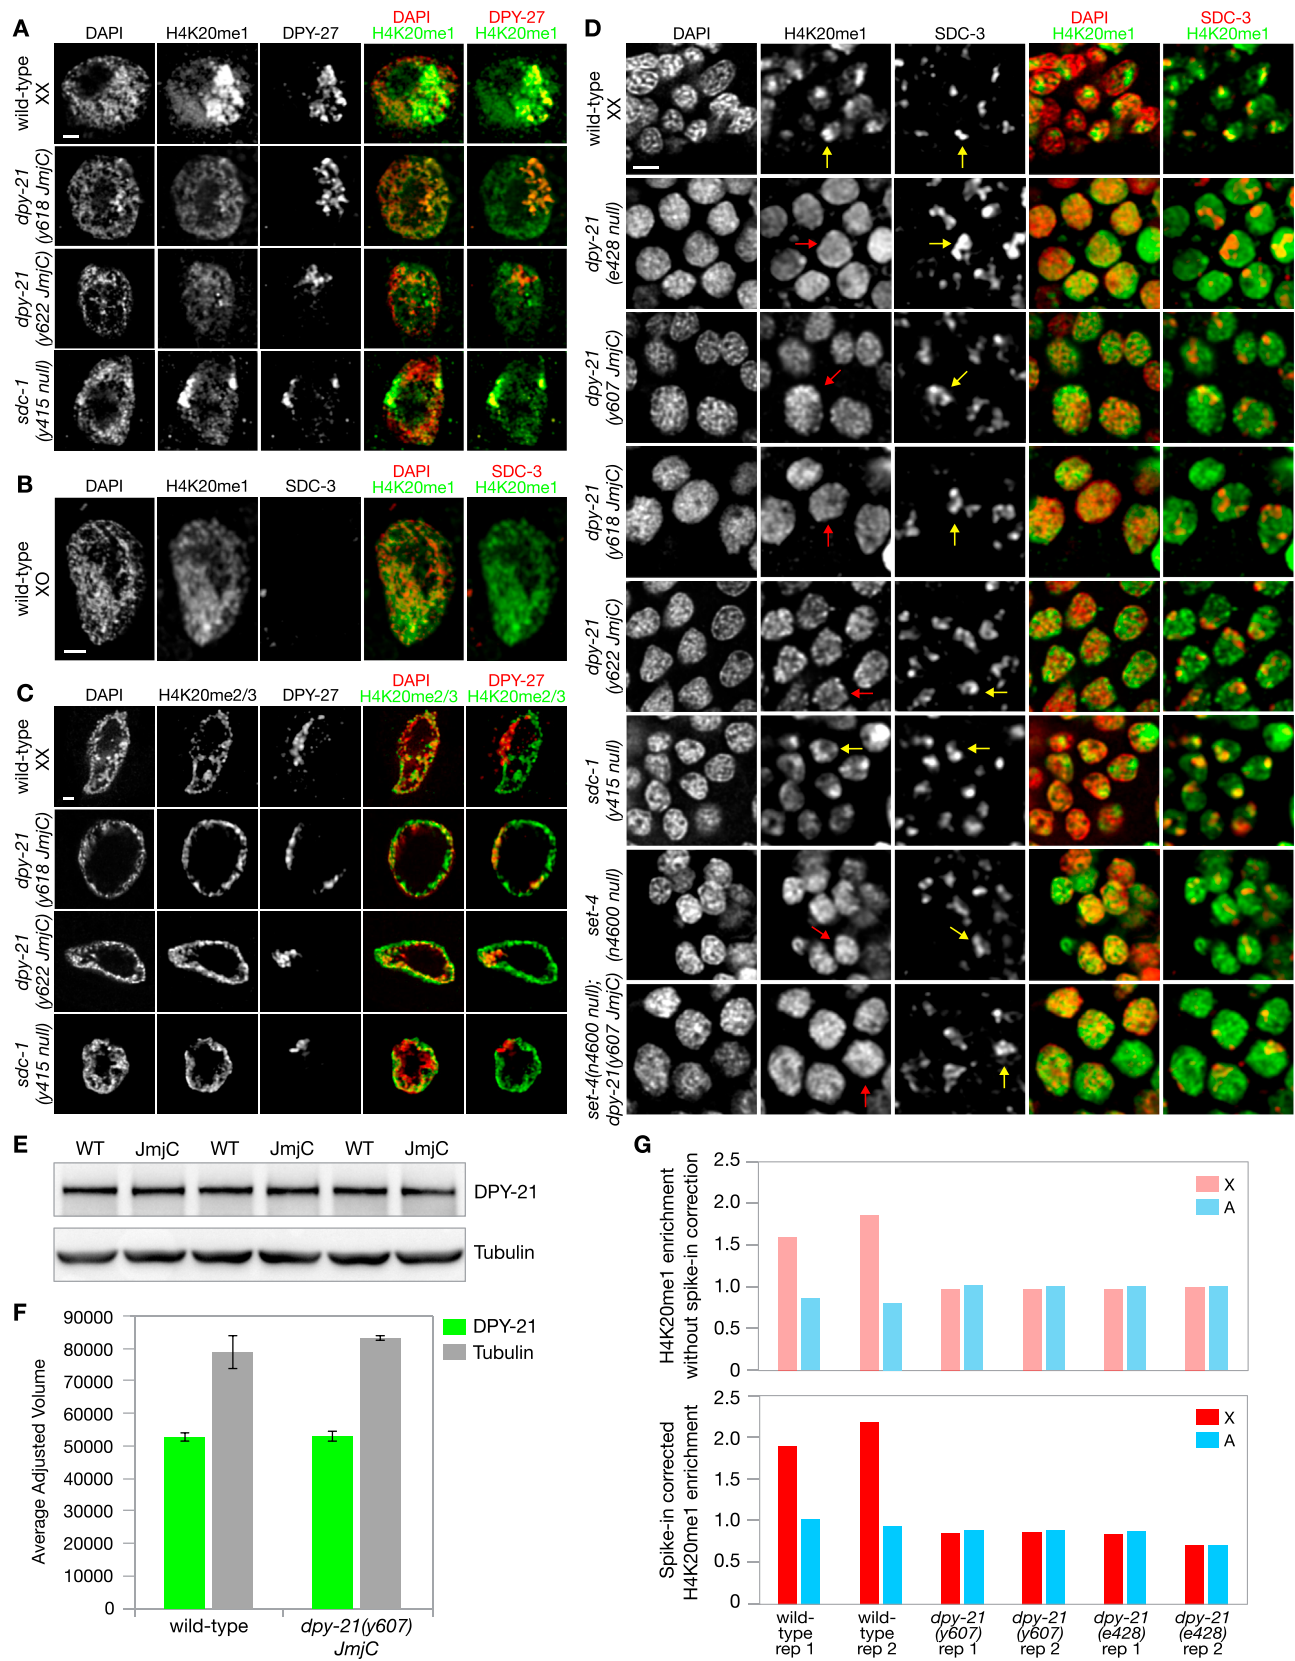 A
DAPI
H4K20me1
DPY-27
DAPI
H4K20me1
DPY-27
H4K20me1
wild-type
XX
dpy-21
(y618 JmjC)
dpy-21
(y622 JmjC)
sdc-1
(y415 null)
B
DAPI
H4K20me1
SDC-3
DAPI
H4K20me1
SDC-3
H4K20me1
wild-type
XO
C
DAPI
H4K20me2/3
DPY-27
DAPI
H4K20me2/3
DPY-27
H4K20me2/3
wild-type
XX
dpy-21
(y618 JmjC)
dpy-21
(y622 JmjC)
sdc-1
(y415 null)
D
DAPI
H4K20me1
SDC-3
DAPI
H4K20me1
SDC-3
H4K20me1
wild-type
XX
dpy-21
(e428 null)
dpy-21
(y607 JmjC)
dpy-21
(y618 JmjC)
dpy-21
(y622 JmjC)
sdc-1
(y415 null)
set-4
(n4600 null)
set-4(n4600 null);
dpy-21(y607 JmjC)
E
WT JmjC WT JmjC WT JmjC
DPY-21
Tubulin
F
Average Adjusted Volume
90000
80000
70000
60000
50000
40000
30000
20000
10000
0
DPY-21
Tubulin
wild-type
dpy-21(y607)
JmjC
G
H4K20me1 enrichment
without spike-in correction
2.5
2.0
1.5
1.0
0.5
0
X
A
Spike-in corrected
H4K20me1 enrichment
2.5
2.0
1.5
1.0
0.5
0
X
A
wild-
type
rep 1
wild-
type
rep 2
dpy-21
(y607)
rep 1
dpy-21
(y607)
rep 2
dpy-21
(e428)
rep 1
dpy-21
(e428)
rep 2